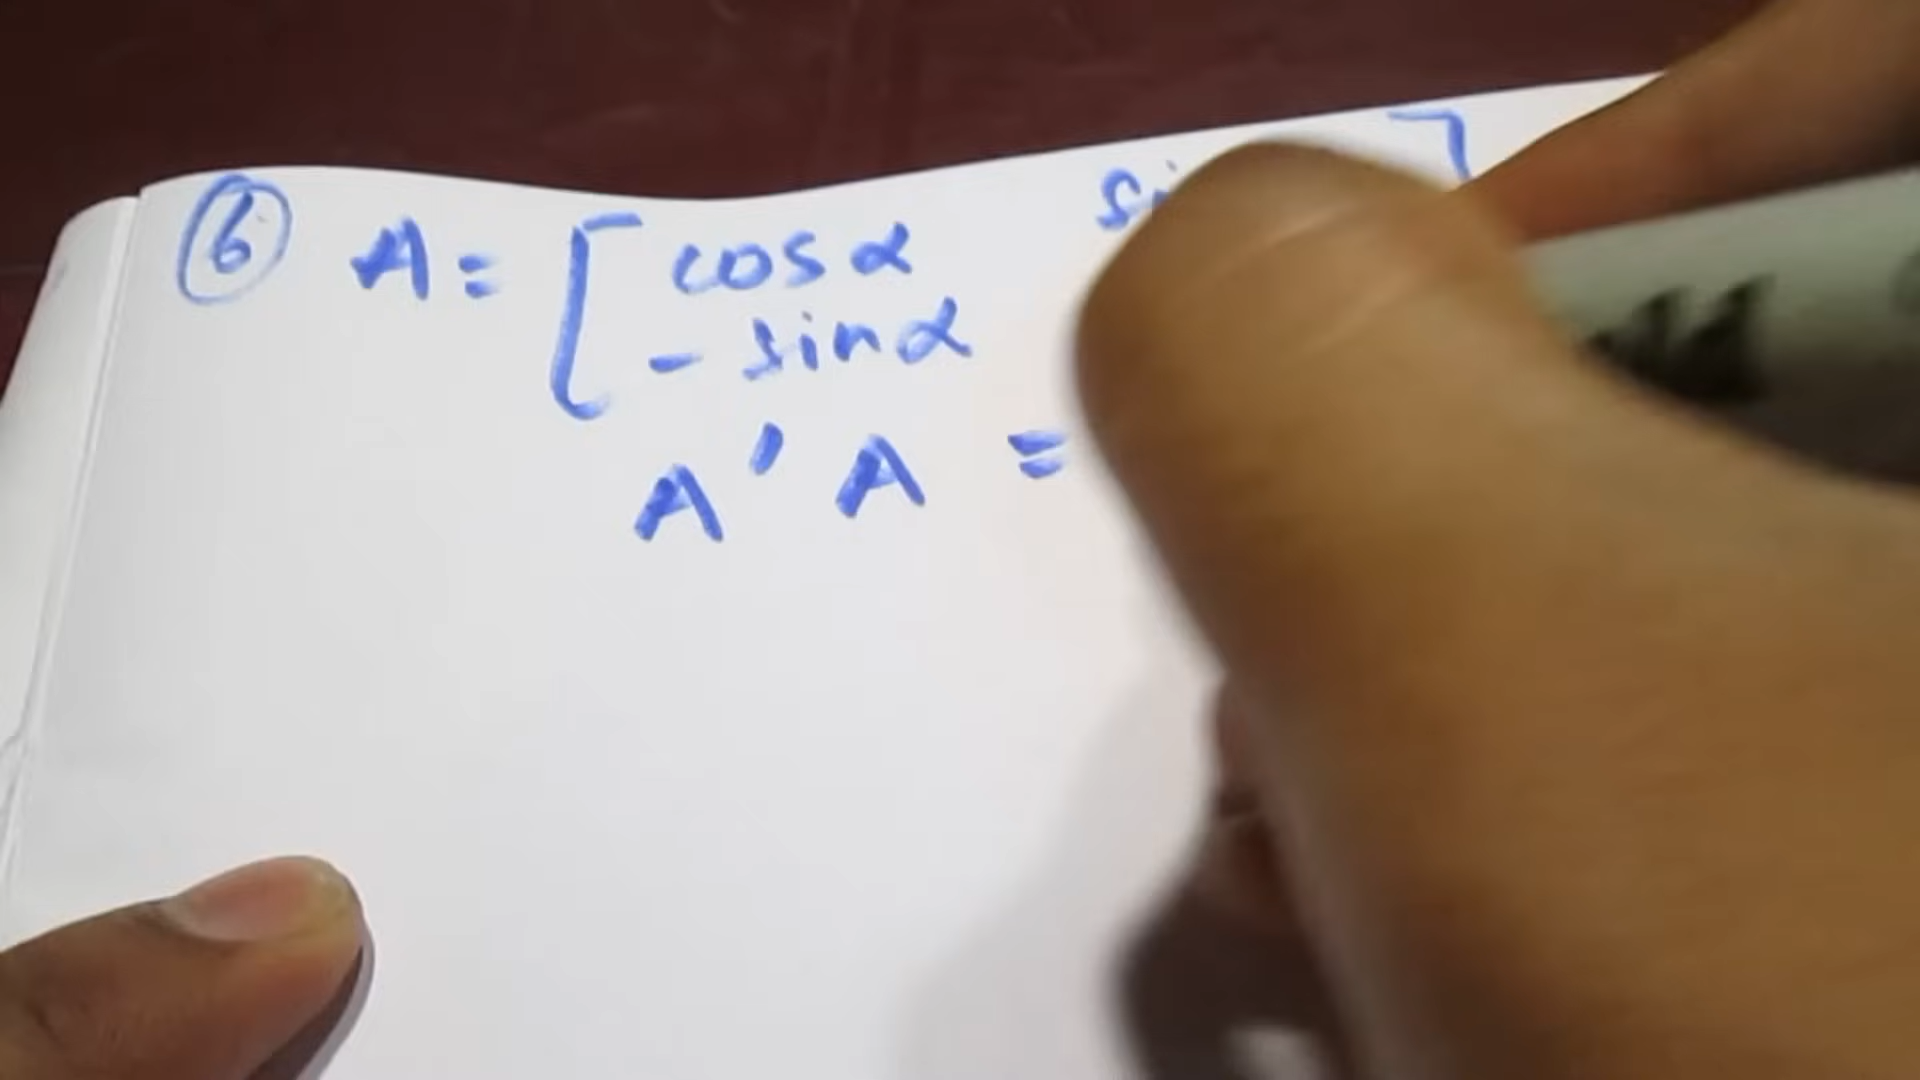 ⑥ A = [ cos α
- sin α
A' A =